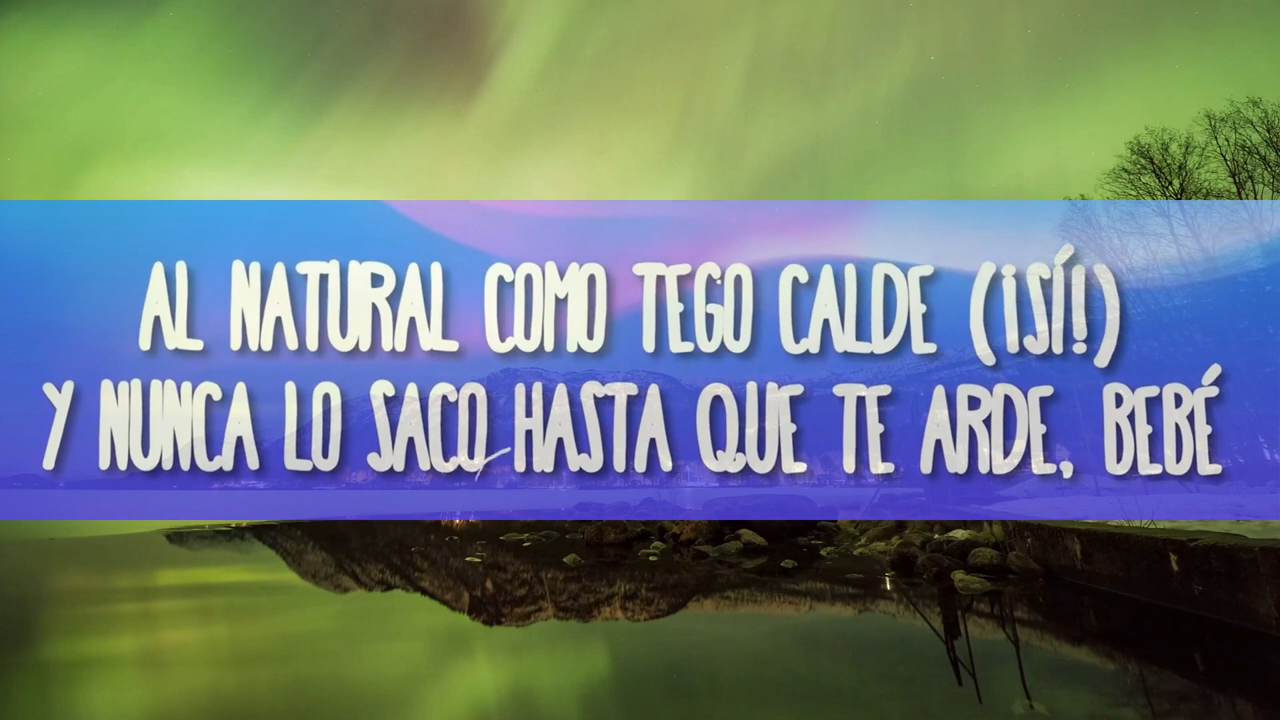 AL NATURAL COMO TEGO CALDE (¡SÍ!)
Y NUNCA LO SACO HASTA QUE TE ARDE, BEBÉ